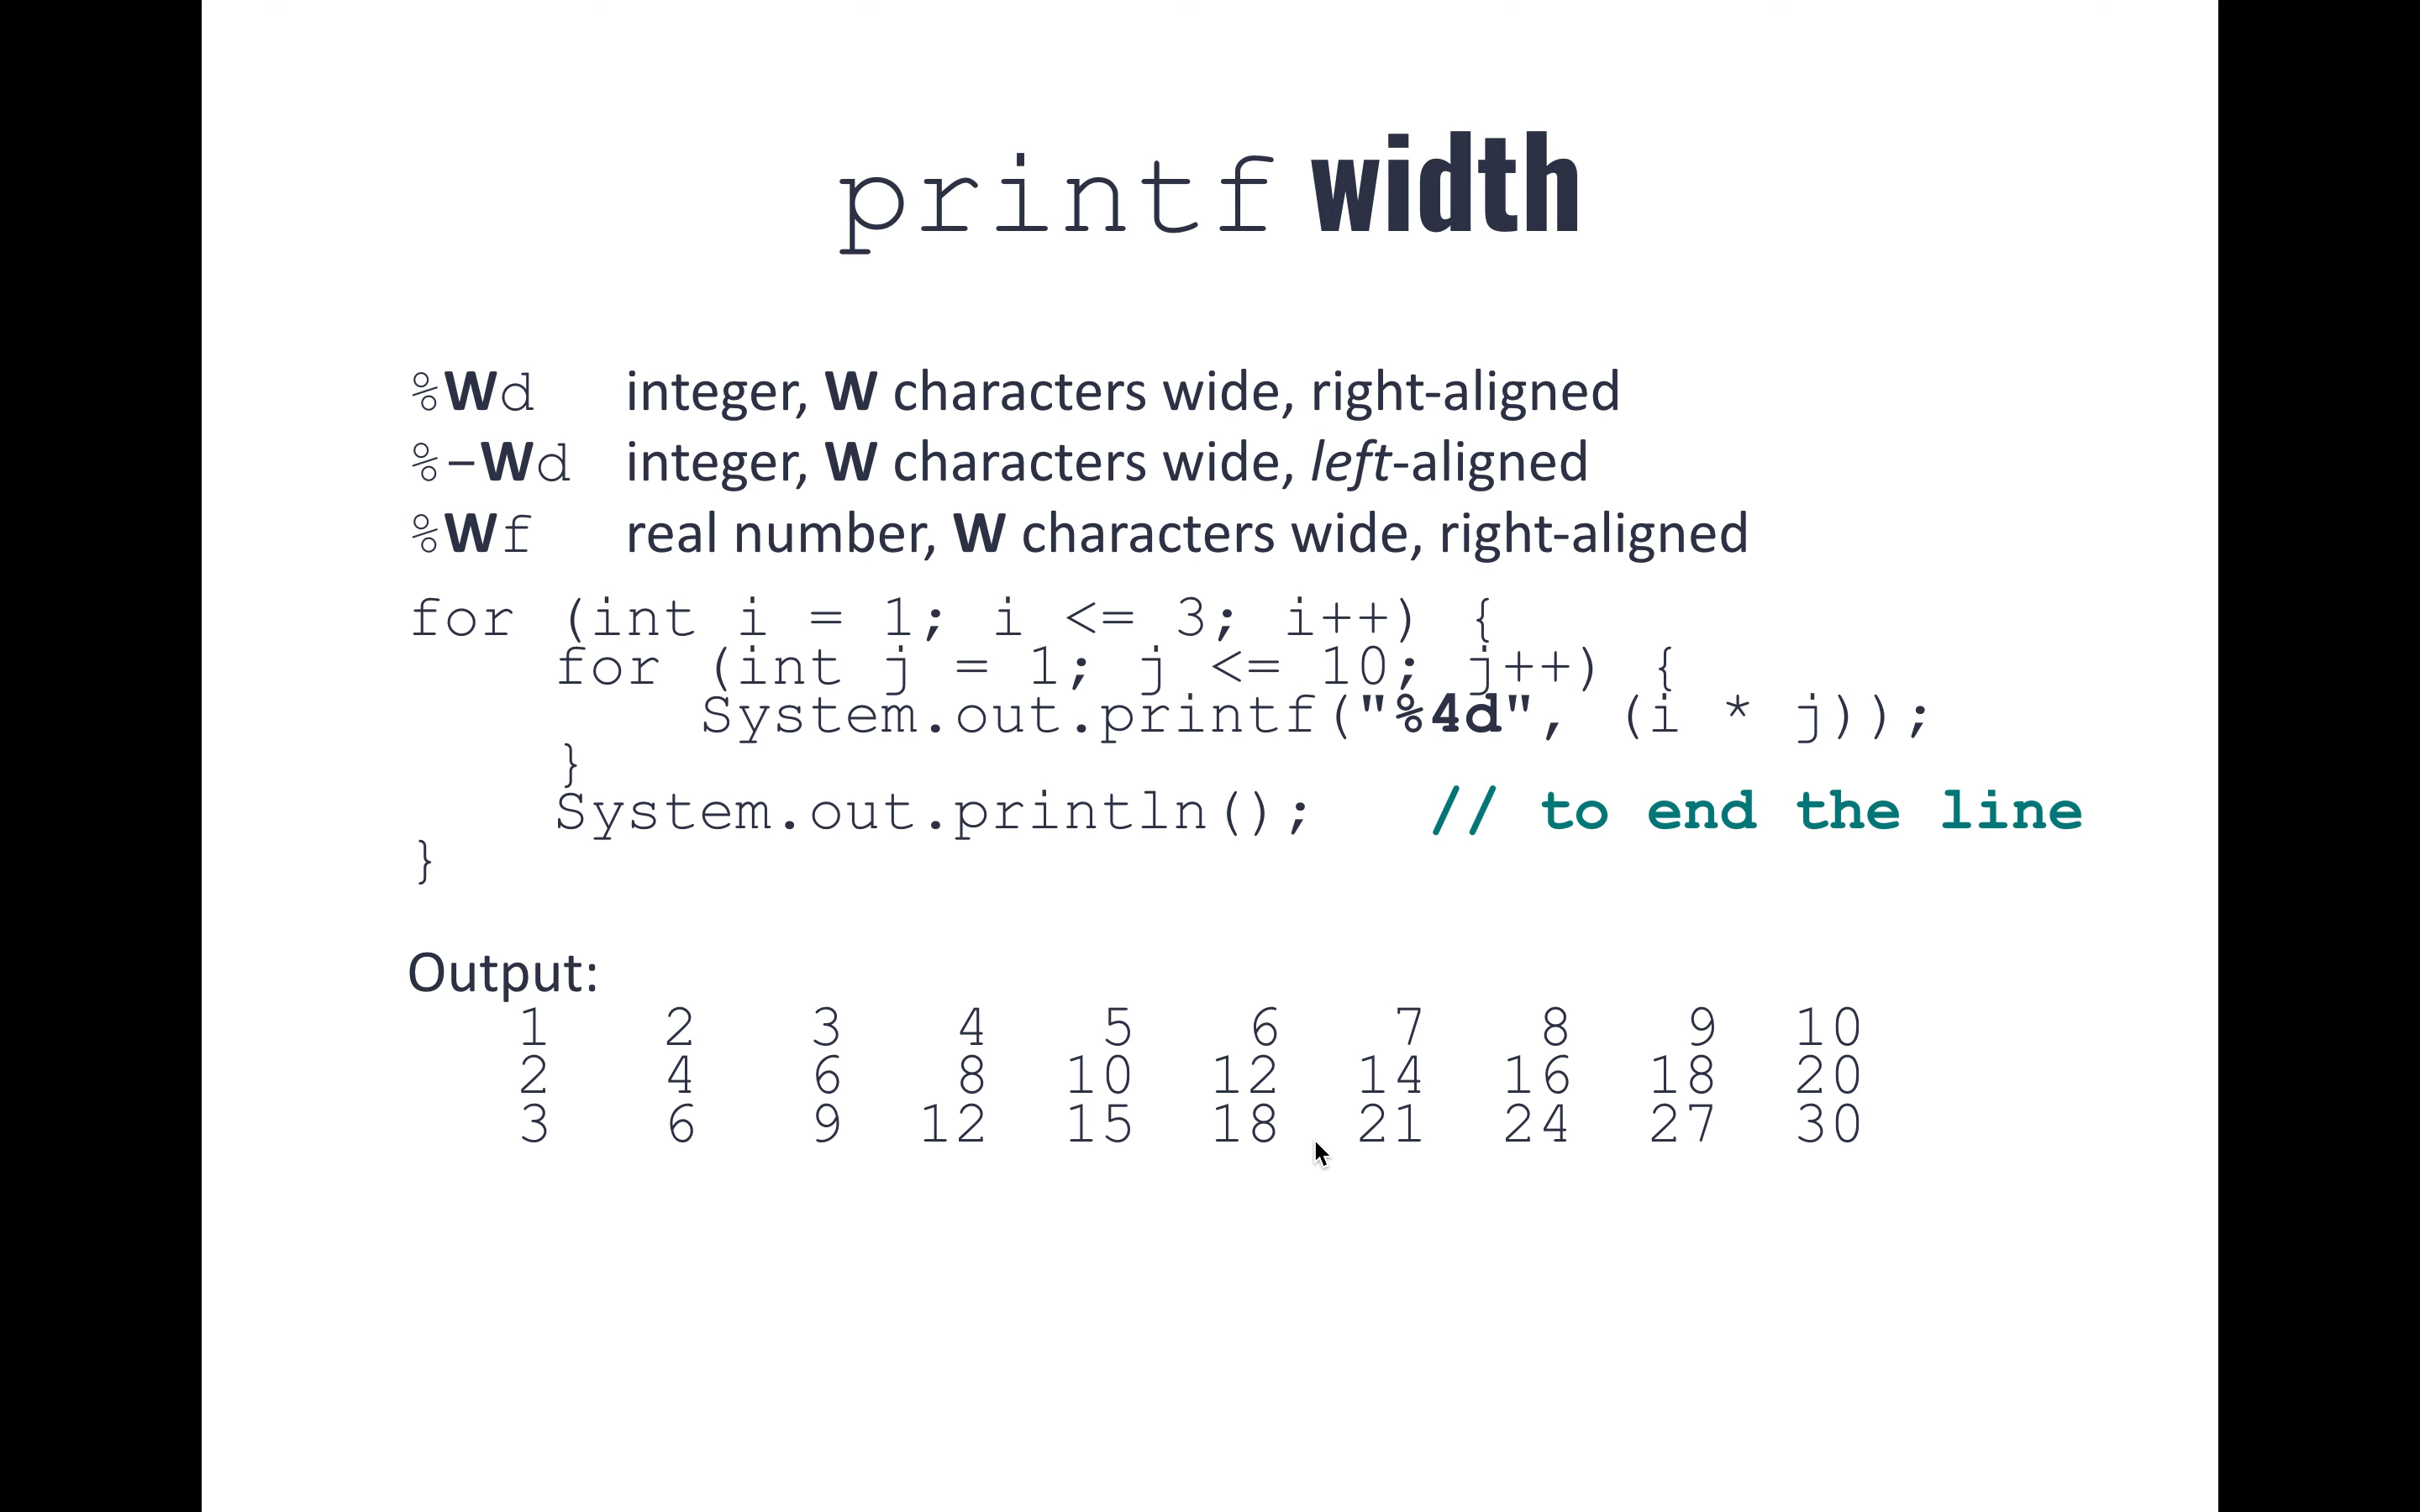 printf width
%Wd integer, W characters wide, right-aligned
%-Wd integer, W characters wide, left-aligned
%Wf real number, W characters wide, right-aligned
for (int i = 1; i <= 3; i++) {
    for (int j = 1; j <= 10; j++) {
        System.out.printf("%4d", (i * j));
    }
    System.out.println();   // to end the line
}
Output:
   1   2   3   4   5   6   7   8   9  10
   2   4   6   8  10  12  14  16  18  20
   3   6   9  12  15  18  21  24  27  30